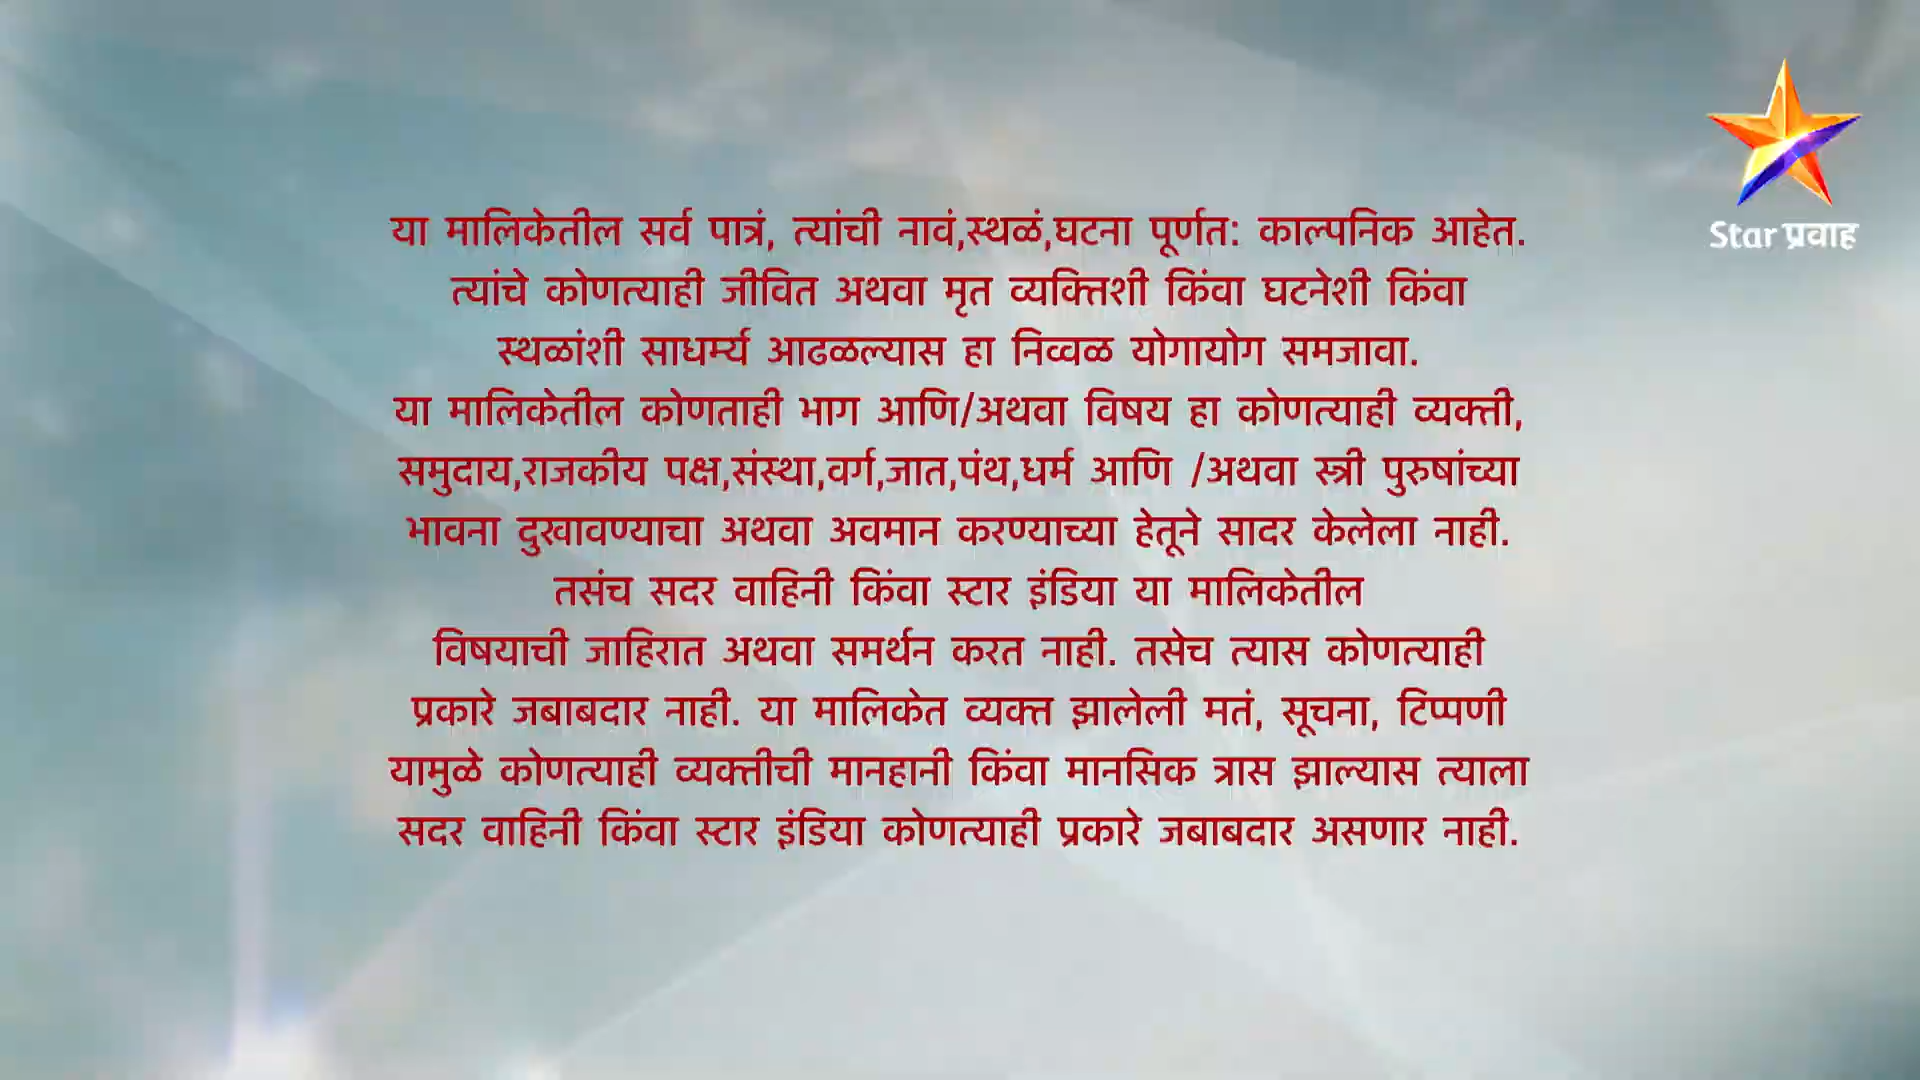 Star प्रवाह
या मालिकेतील सर्व पात्रं, त्यांची नावं,स्थळं,घटना पूर्णत: काल्पनिक आहेत.
त्यांचे कोणत्याही जीवित अथवा मृत व्यक्तिशी किंवा घटनेशी किंवा
स्थळांशी साधर्म्य आढळल्यास हा निव्वळ योगायोग समजावा.
या मालिकेतील कोणताही भाग आणि/अथवा विषय हा कोणत्याही व्यक्ती,
समुदाय,राजकीय पक्ष,संस्था,वर्ग,जात,पंथ,धर्म आणि /अथवा स्त्री पुरुषांच्या
भावना दुखावण्याचा अथवा अवमान करण्याच्या हेतूने सादर केलेला नाही.
तसंच सदर वाहिनी किंवा स्टार इंडिया या मालिकेतील
विषयाची जाहिरात अथवा समर्थन करत नाही. तसेच त्यास कोणत्याही
प्रकारे जबाबदार नाही. या मालिकेत व्यक्त झालेली मतं, सूचना, टिप्पणी
यामुळे कोणत्याही व्यक्तीची मानहानी किंवा मानसिक त्रास झाल्यास त्याला
सदर वाहिनी किंवा स्टार इंडिया कोणत्याही प्रकारे जबाबदार असणार नाही.